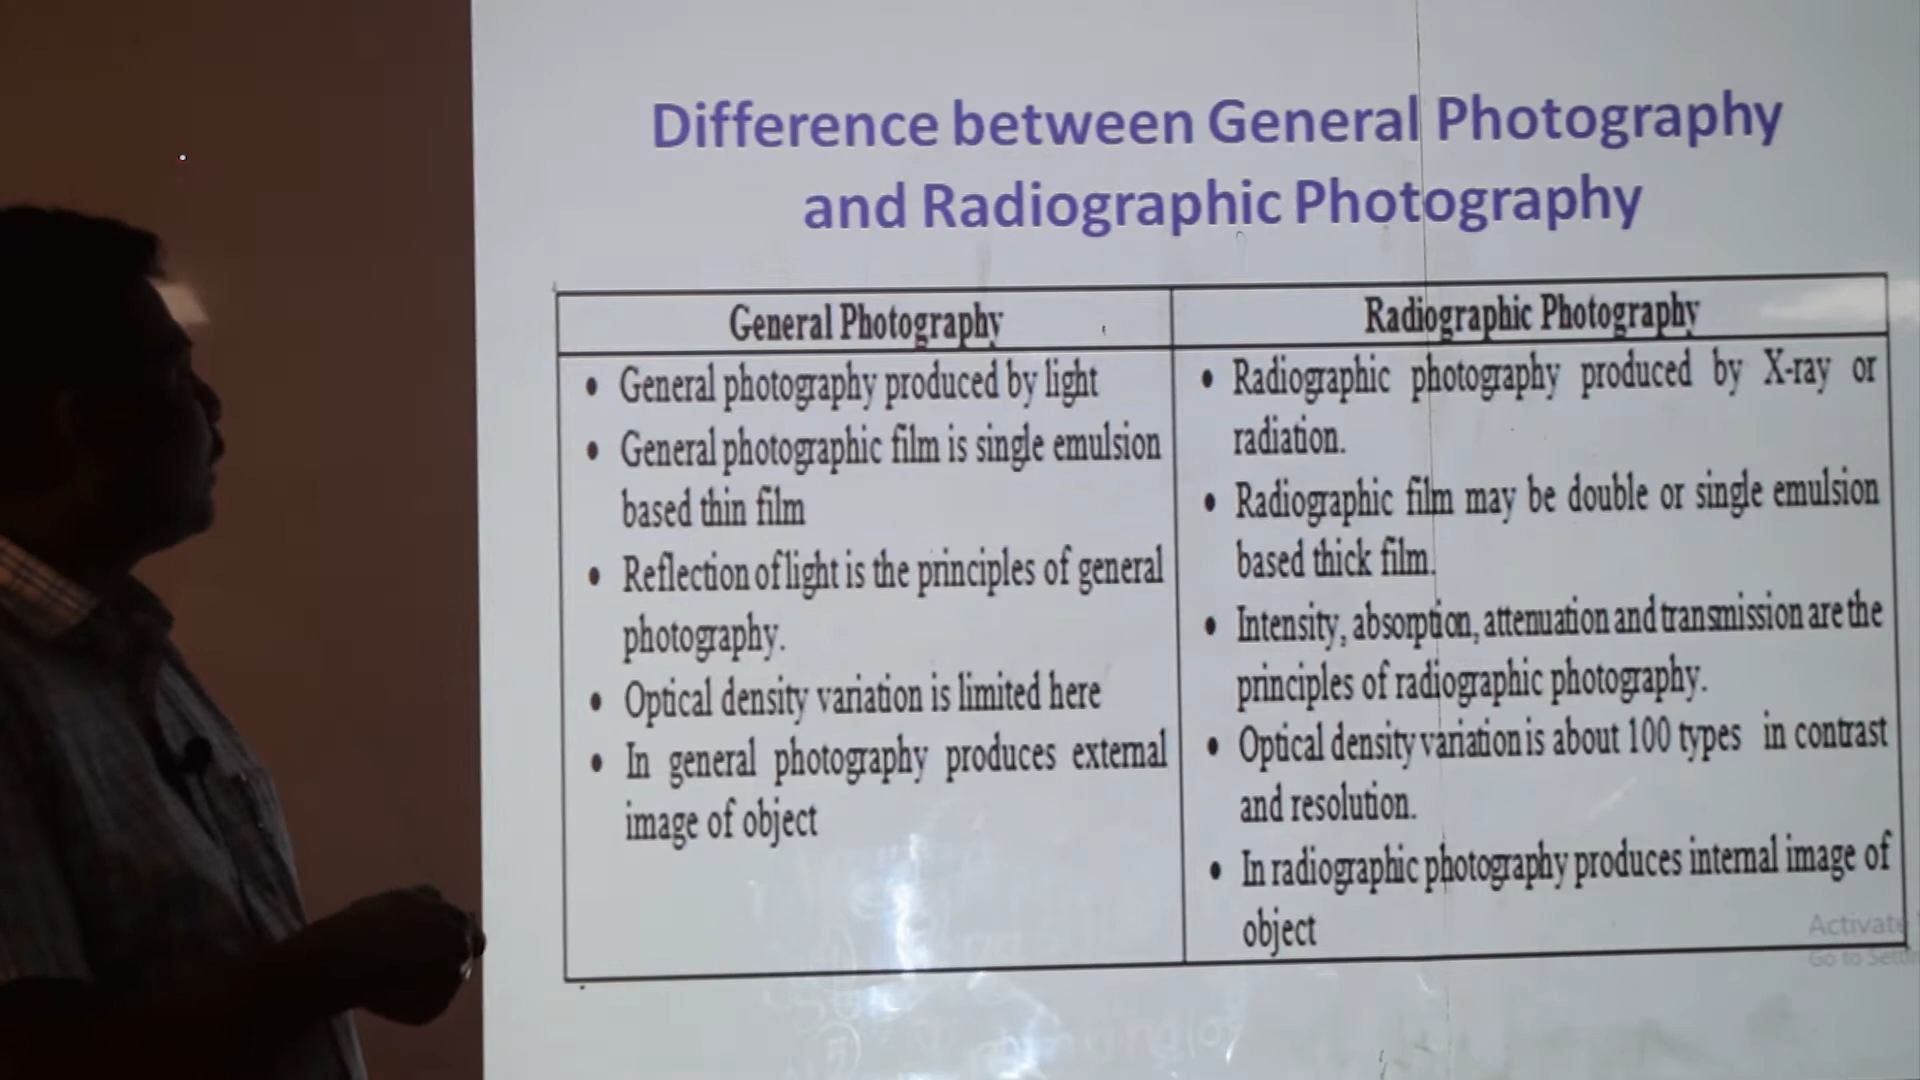 Difference between General Photography
and Radiographic Photography
General Photography
• General photography produced by light
• General photographic film is single emulsion
based thin film
• Reflection of light is the principles of general
photography.
• Optical density variation is limited here
• In general photography produces external
image of object
Radiographic Photography
• Radiographic photography produced by X-ray or
radiation.
• Radiographic film may be double or single emulsion
based thick film.
• Intensity, absorption, attenuation and transmission are the
principles of radiographic photography.
• Optical density variation is about 100 types in contrast
and resolution.
• In radiographic photography produces internal image of
object
Activate
Go to